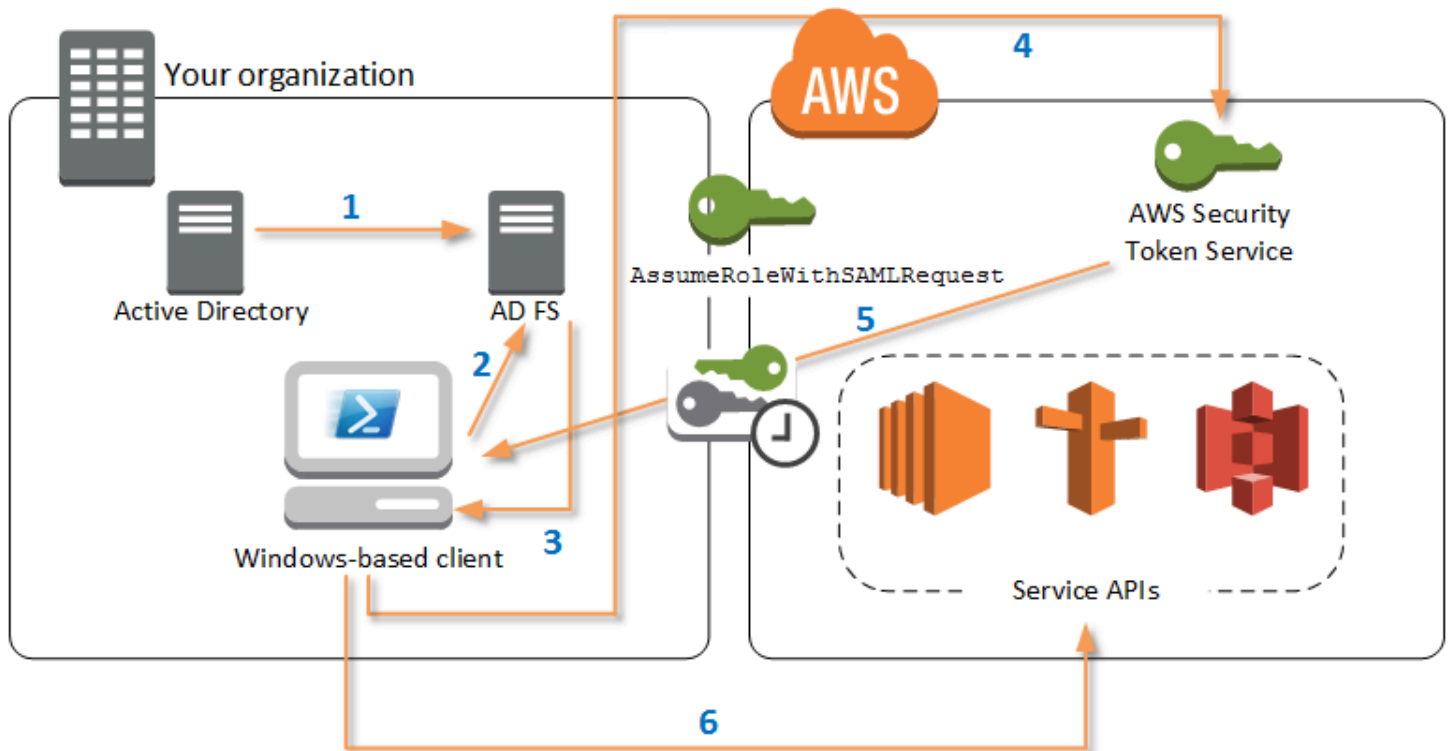 Your organization
AWS
4
1
AWS Security
Token Service
AssumeRoleWithSAMLRequest
Active Directory
AD FS
5
2
3
Windows-based client
Service APIs
6